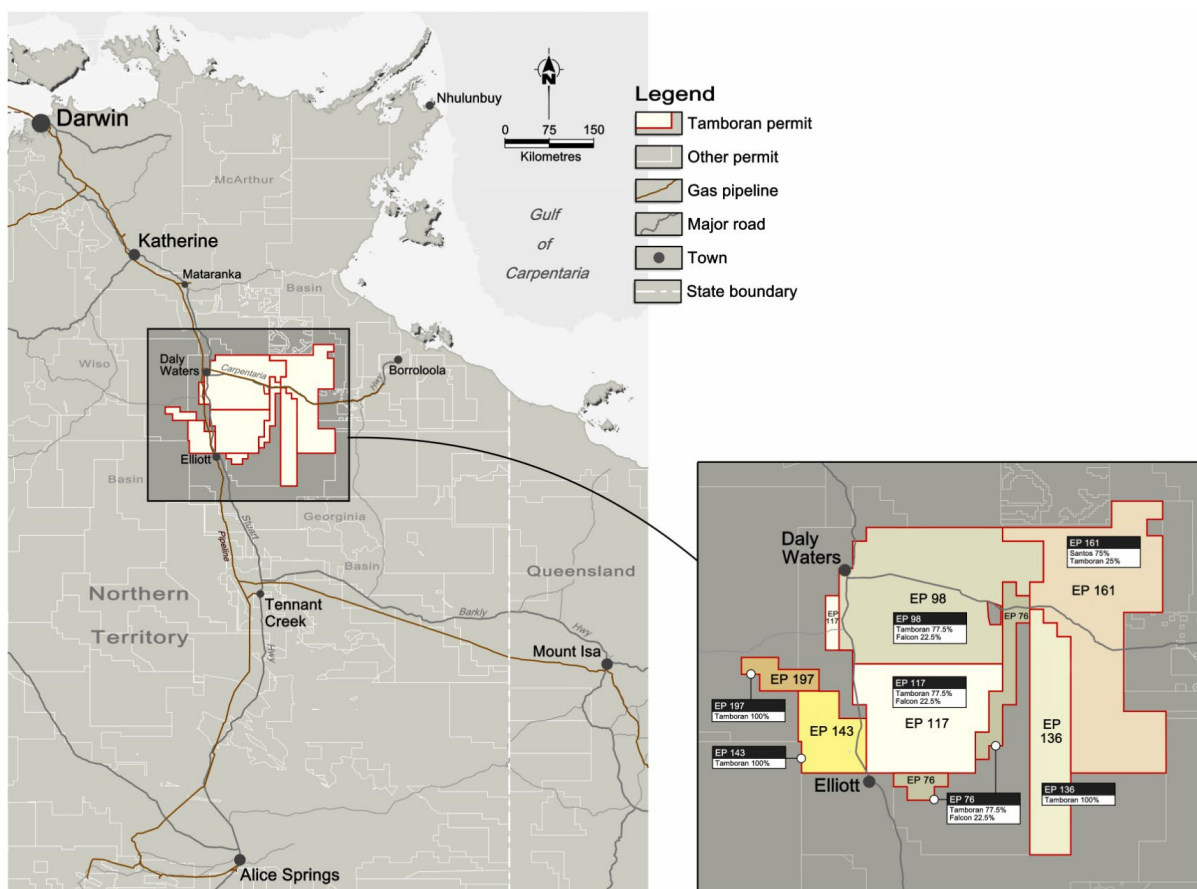 Darwin
Nhulunbuy
N
0 75 150
Kilometres
McArthur
Gulf
of
Carpentaria
Katherine
Mataranka
Basin
Wiso
Daly
Waters
Carpentaria
Hwy
Borroloola
Elliott
Basin
Georginia
Basin
Stuart
Pipeline
Northern
Territory
Queensland
Tennant
Creek
Barkly
Hwy
Hwy
Mount Isa
Alice Springs
Legend
Tamboran permit
Other permit
Gas pipeline
Major road
Town
State boundary
Daly
Waters
EP 161
Santos 75%
Tamboran 25%
EP 161
EP 98
EP 98
Tamboran 77.5%
Falcon 22.5%
EP 76
EP
117
EP 197
EP 197
Tamboran 100%
EP 117
Tamboran 77.5%
Falcon 22.5%
EP 117
EP 143
EP 143
Tamboran 100%
EP
136
Elliott
EP 76
EP 76
Tamboran 77.5%
Falcon 22.5%
EP 136
Tamboran 100%